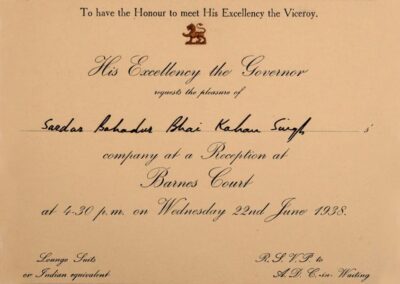 To have the Honour to meet His Excellency the Viceroy.
His Excellency the Governor
requests the pleasure of
Sardar Bahadur Bhai Kahan Singh s'
company at a Reception at
Barnes Court
at 4-30 p.m. on Wednesday 22nd June 1938.
Lounge Suits
or Indian equivalent
R.S.V.P. to
A.D.C.-in-Waiting